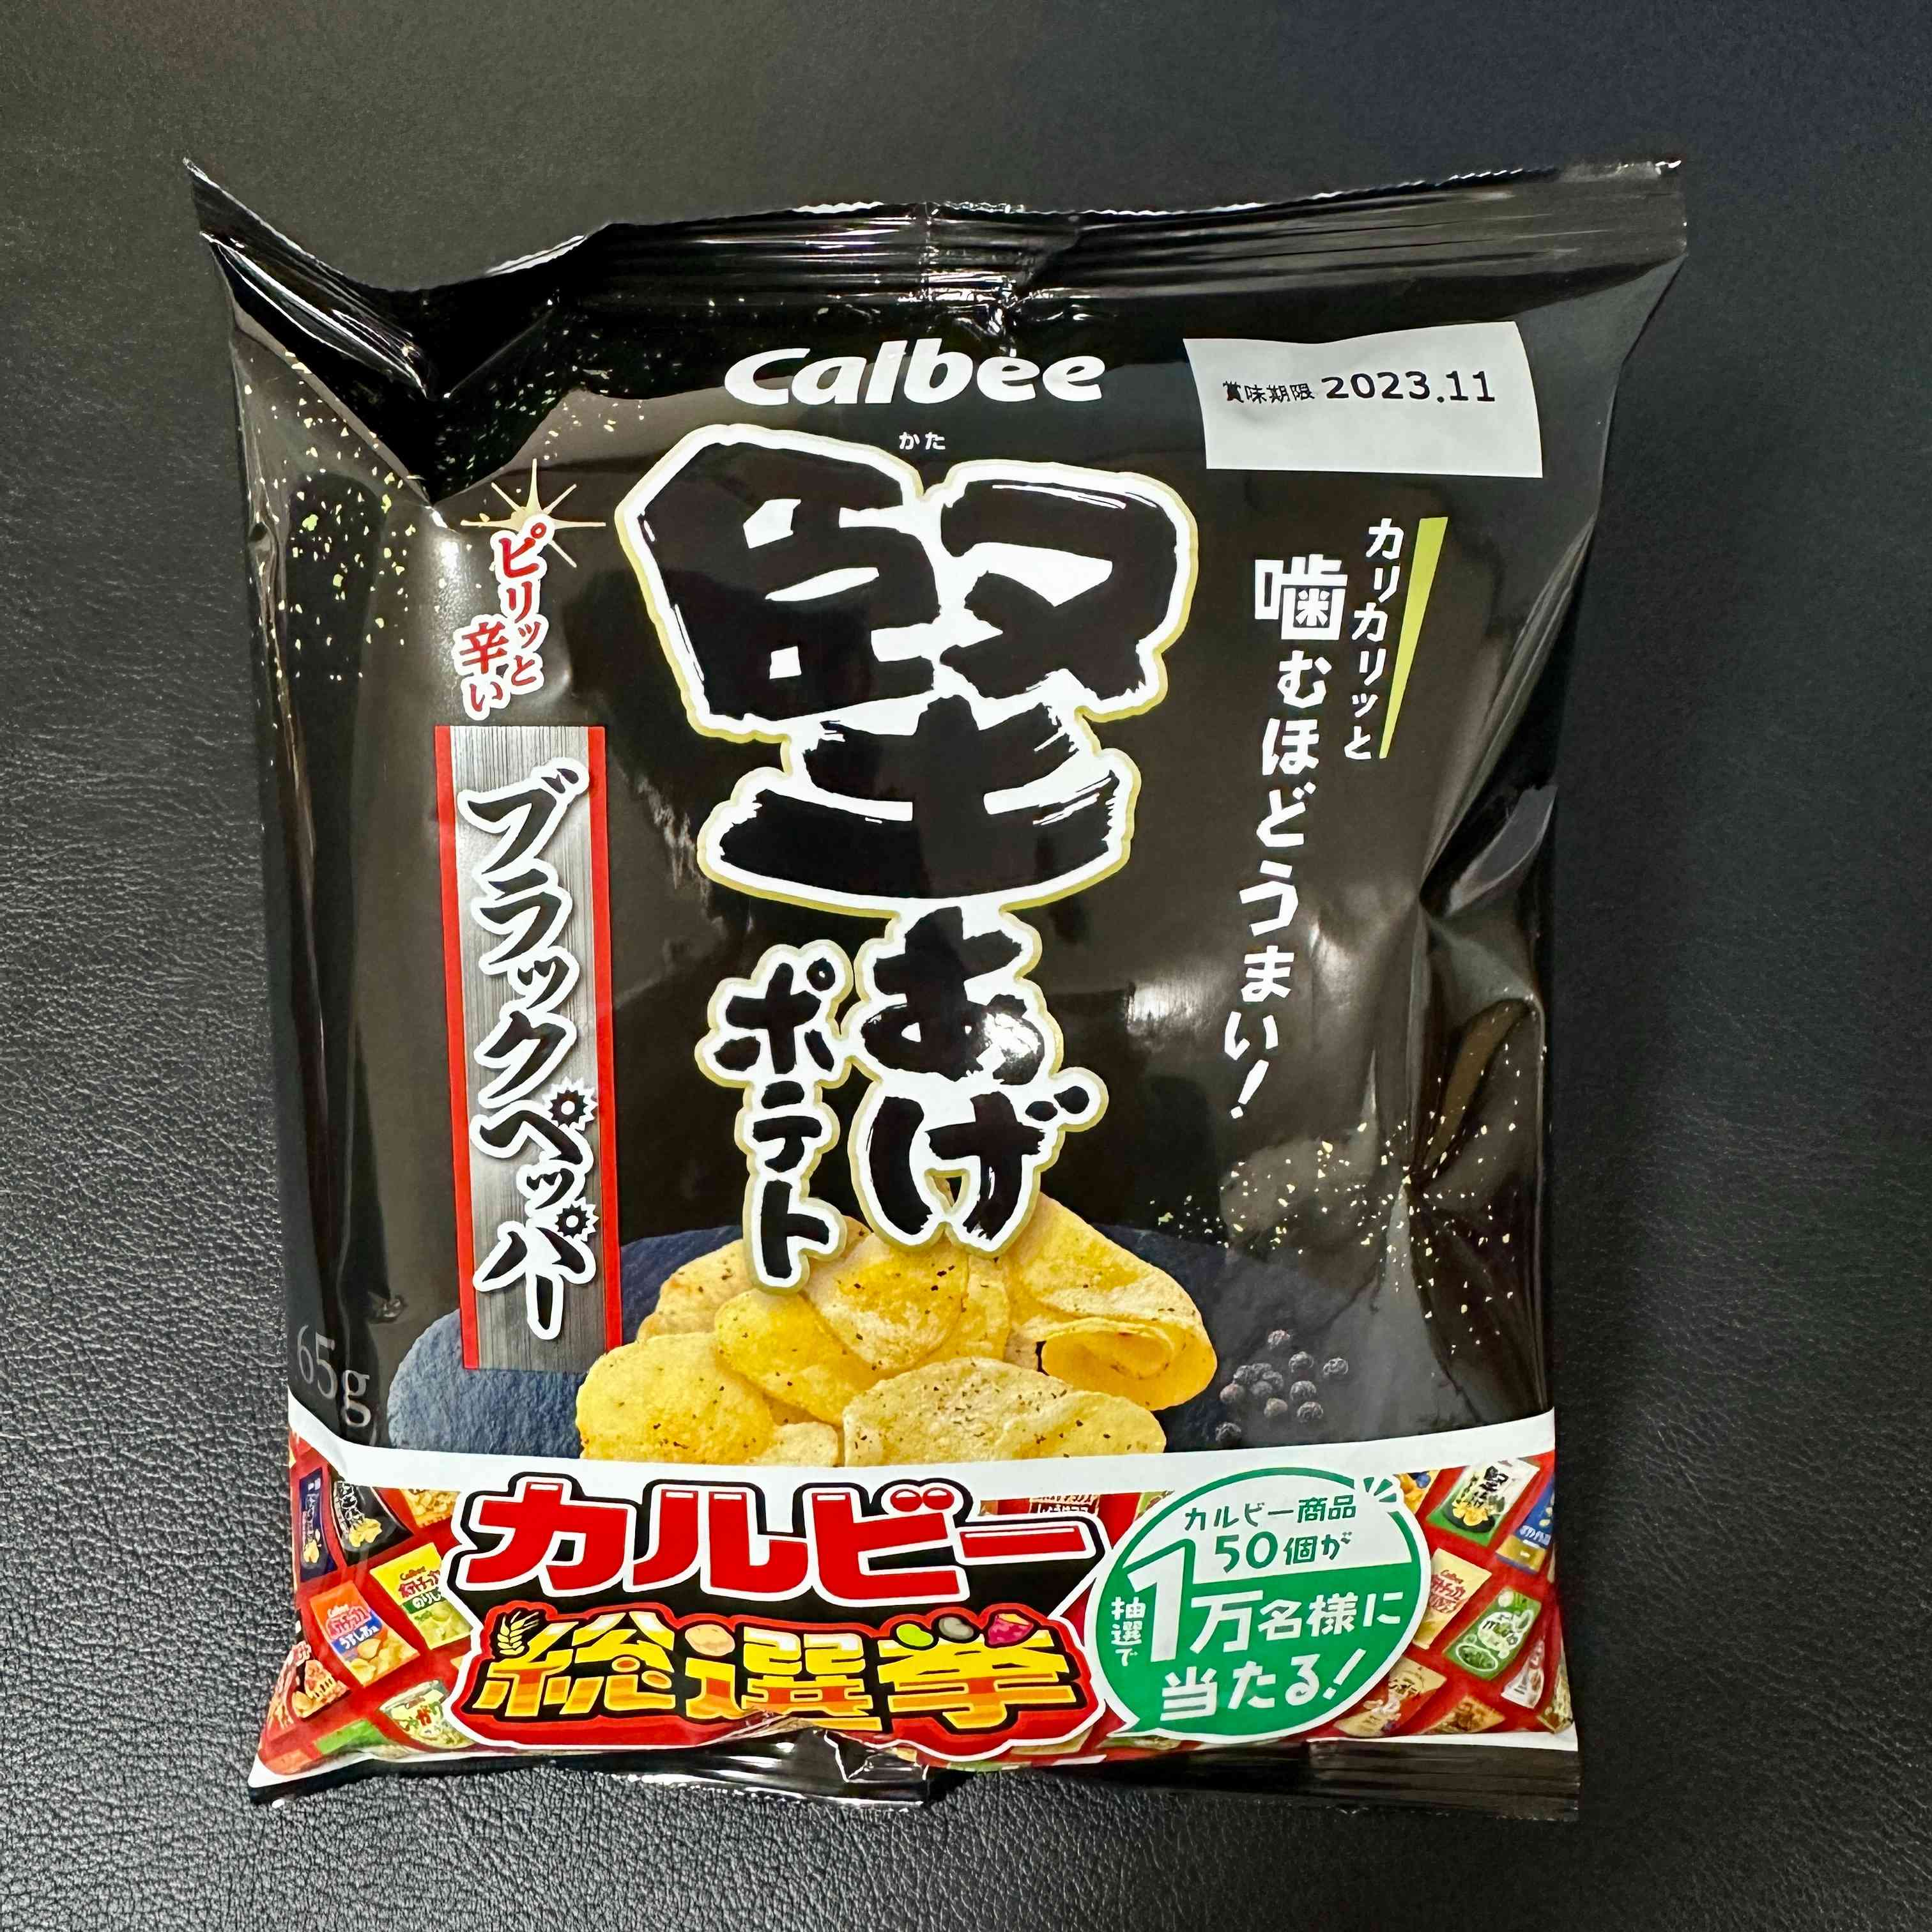 Calbee
賞味期限 2023.11
かた
堅
あげ
ポテト
カリカリッと
噛むほどうまい!
ピリッと
辛い
ブラックペッパー
65g
カルビー
総選挙
カルビー商品
50個が
抽選で
1万名様に
当たる!